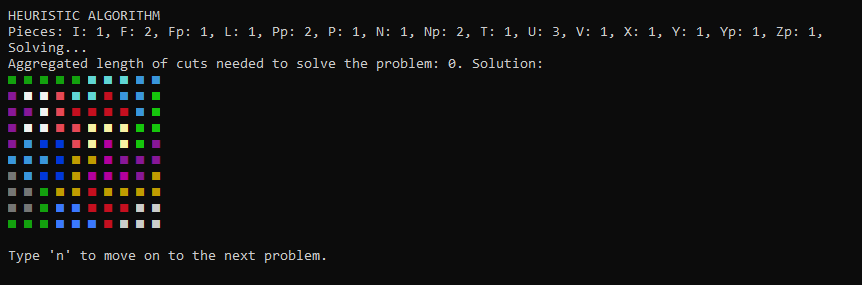 HEURISTIC ALGORITHM
Pieces: I: 1, F: 2, Fp: 1, L: 1, Pp: 2, P: 1, N: 1, Np: 2, T: 1, U: 3, V: 1, X: 1, Y: 1, Yp: 1, Zp: 1,
Solving...
Aggregated length of cuts needed to solve the problem: 0. Solution:
Type 'n' to move on to the next problem.